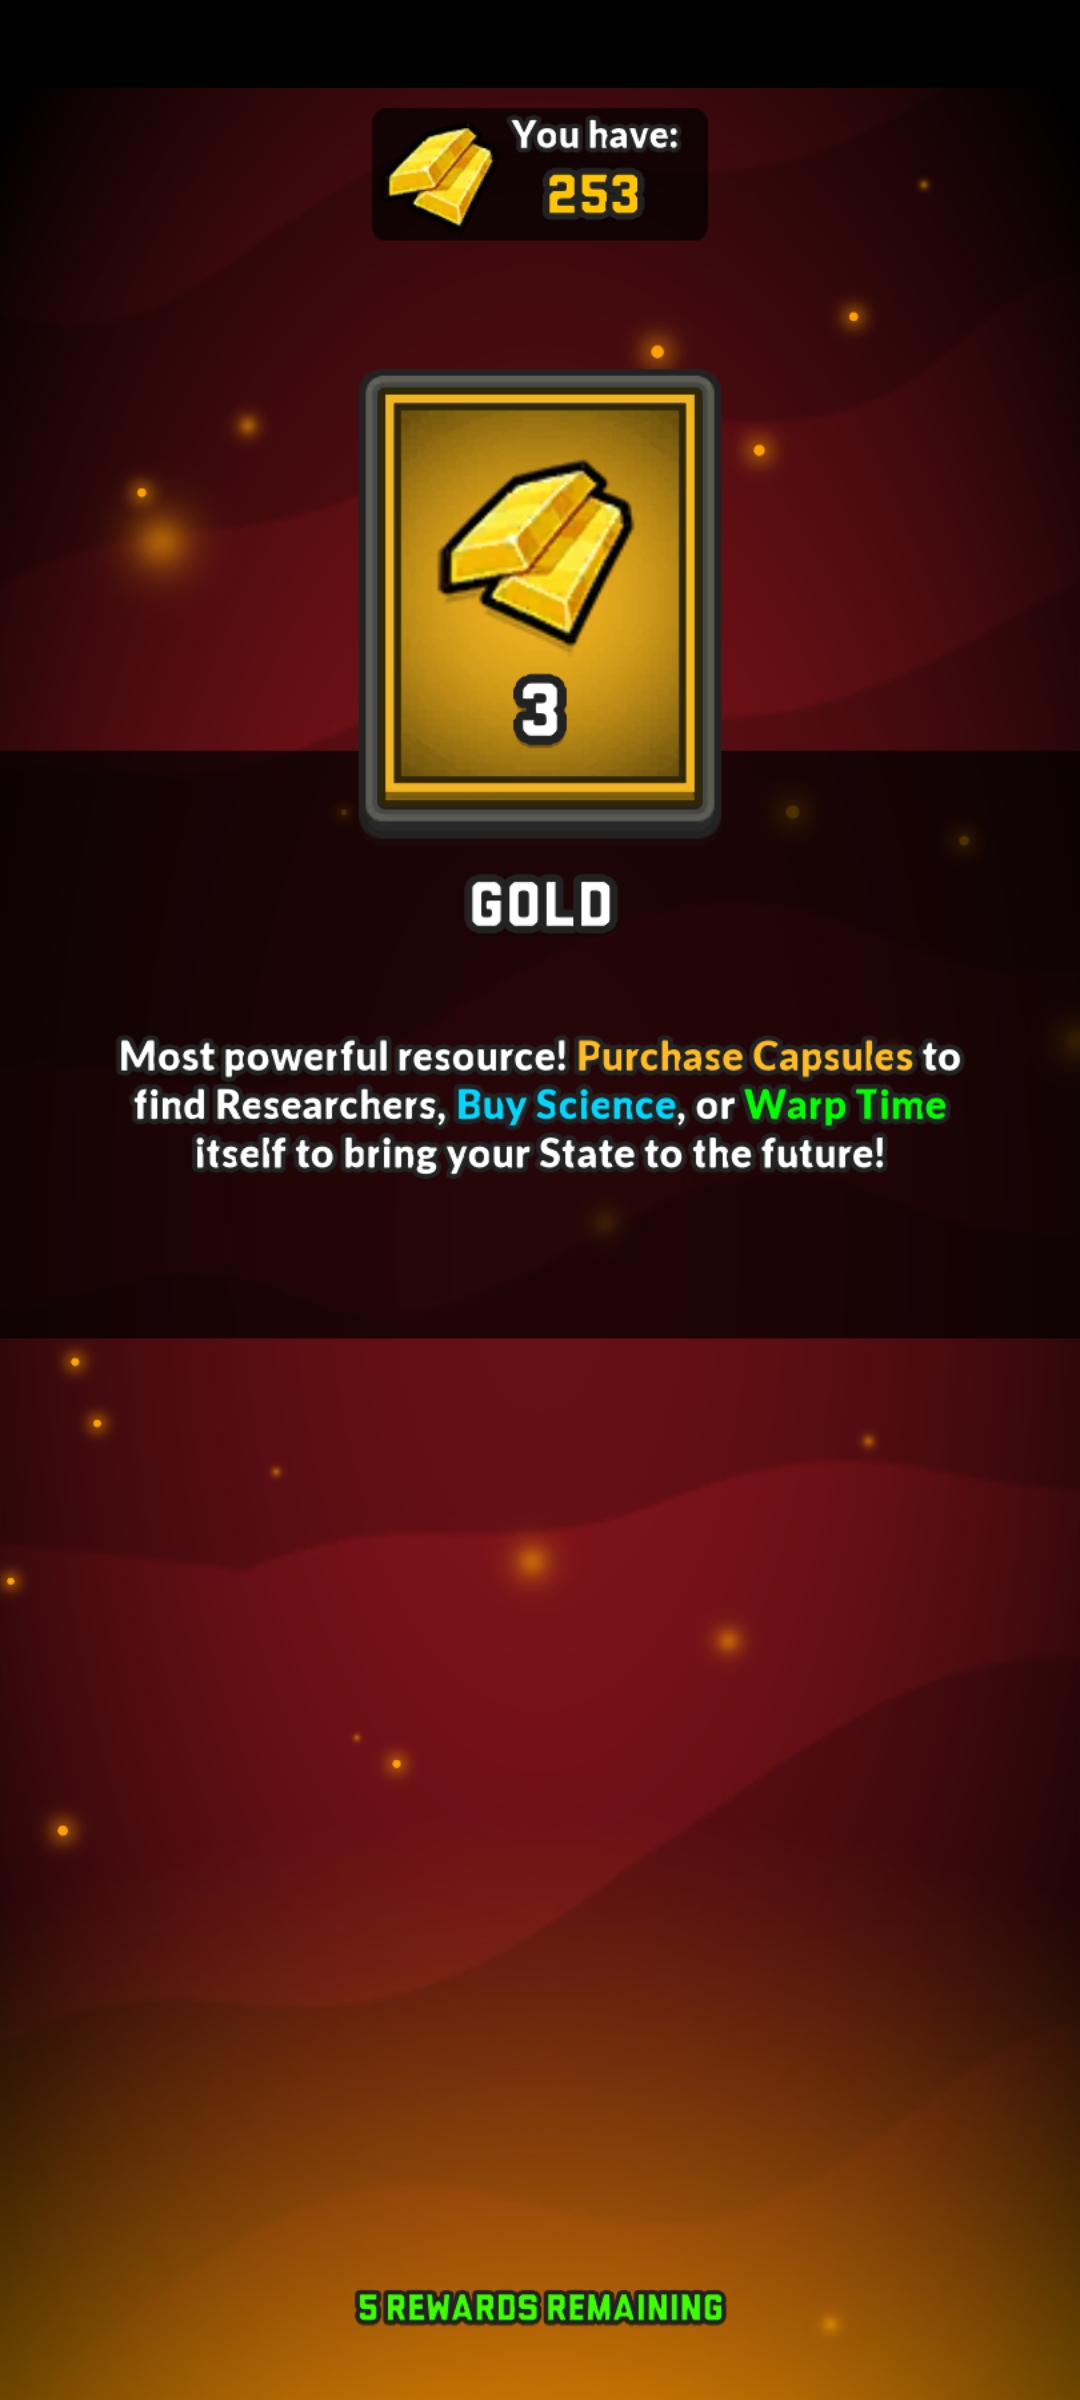 You have:
253
3
GOLD
Most powerful resource! Purchase Capsules to
find Researchers, Buy Science, or Warp Time
itself to bring your State to the future!
5 REWARDS REMAINING